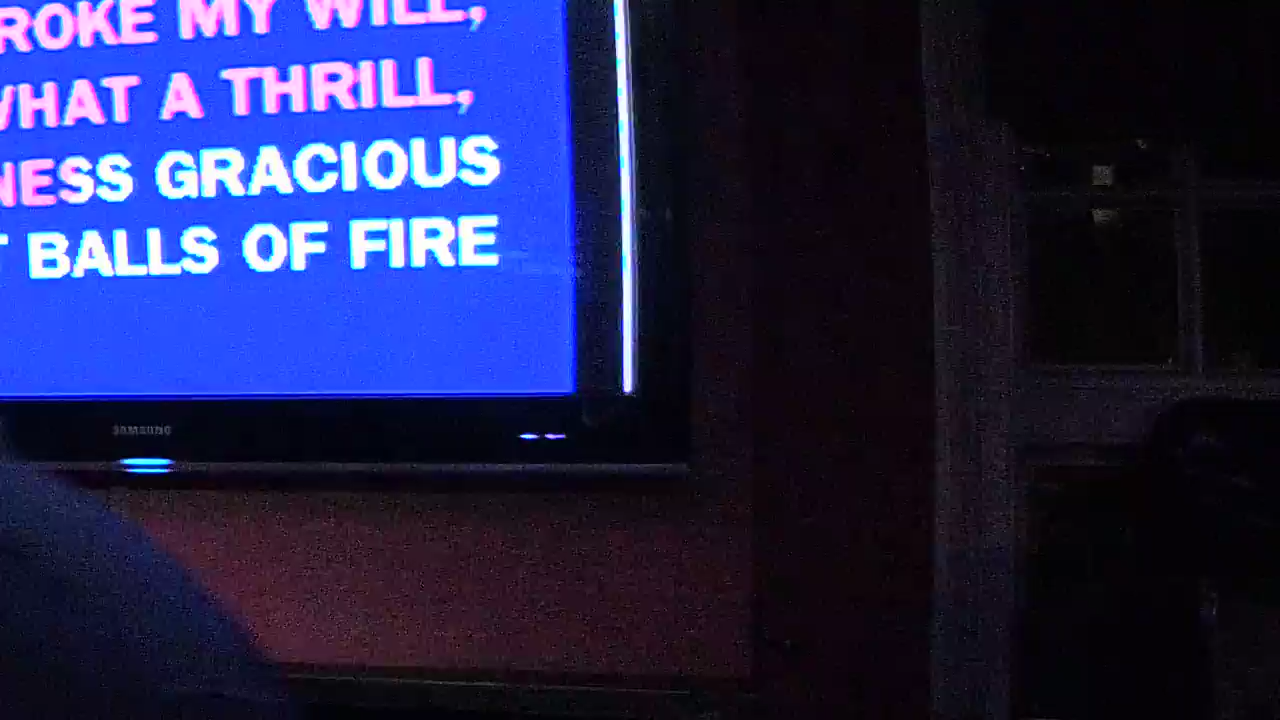 ROKE MY WILL,
WHAT A THRILL,
NESS GRACIOUS
T BALLS OF FIRE
SAMSUNG